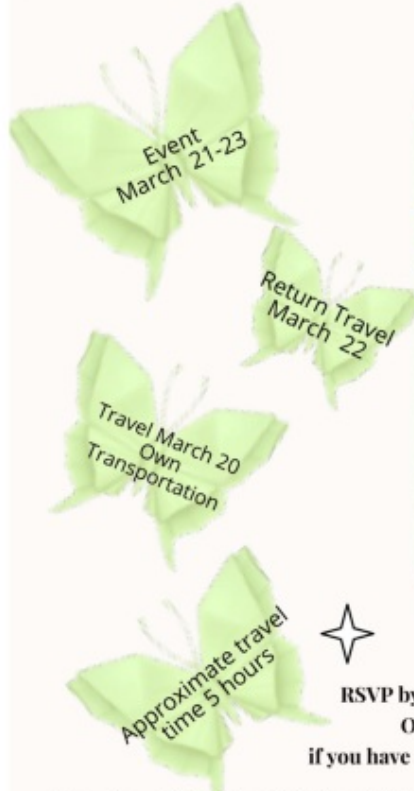 Event
March 21-23
Return Travel
March 22
Travel March 20
Own
Transportation
Approximate travel
time 5 hours
RSVP by
if you have